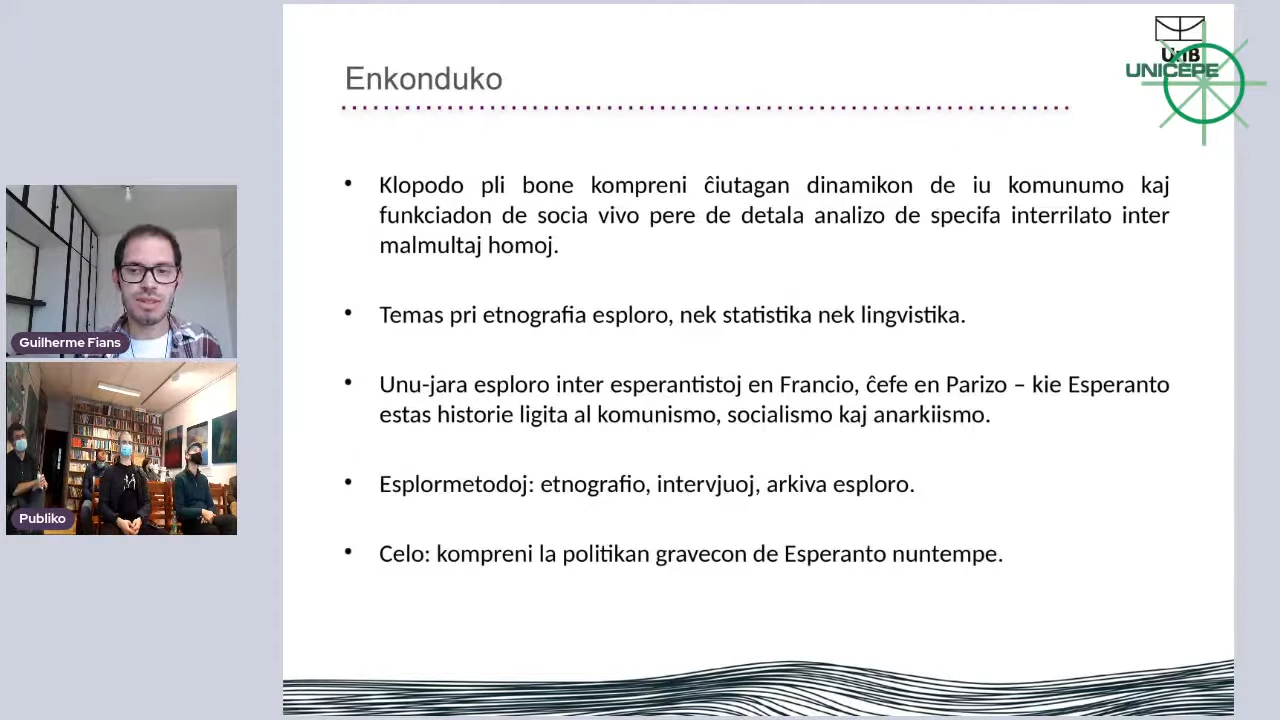 UnB
UNICEPE
Enkonduko
• Klopodo pli bone kompreni ĉiutagan dinamikon de iu komunumo kaj
funkciadon de socia vivo pere de detala analizo de specifa interrilato inter
malmultaj homoj.
• Temas pri etnografia esploro, nek statistika nek lingvistika.
• Unu-jara esploro inter esperantistoj en Francio, ĉefe en Parizo – kie Esperanto
estas historie ligita al komunismo, socialismo kaj anarkiismo.
• Esplormetodoj: etnografio, intervjuoj, arkiva esploro.
• Celo: kompreni la politikan gravecon de Esperanto nuntempe.
Guilherme Fians
Publiko